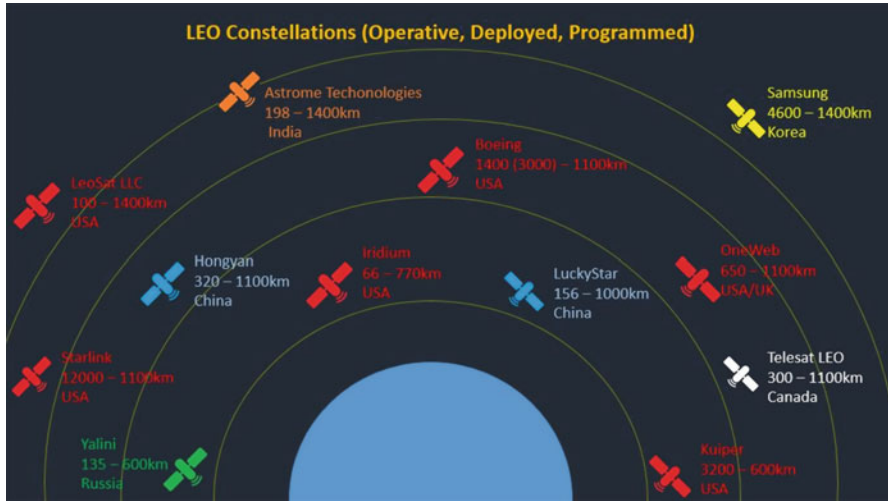 LEO Constellations (Operative, Deployed, Programmed)
Astrome Techonologies
198 – 1400km
India
Samsung
4600 – 1400km
Korea
Boeing
1400 (3000) – 1100km
USA
LeoSat LLC
100 – 1400km
USA
Hongyan
320 – 1100km
China
Iridium
66 – 770km
USA
LuckyStar
156 – 1000km
China
OneWeb
650 – 1100km
USA/UK
Starlink
12000 – 1100km
USA
Telesat LEO
300 – 1100km
Canada
Yalini
135 – 600km
Russia
Kuiper
3200 – 600km
USA